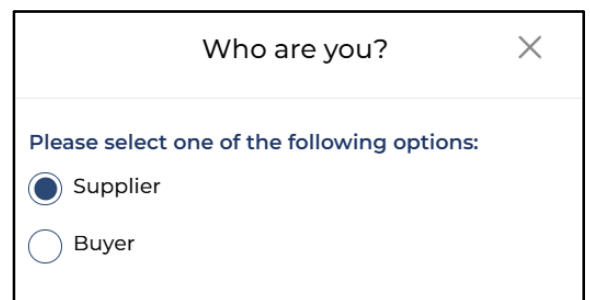 Who are you?
Please select one of the following options:
Supplier
Buyer